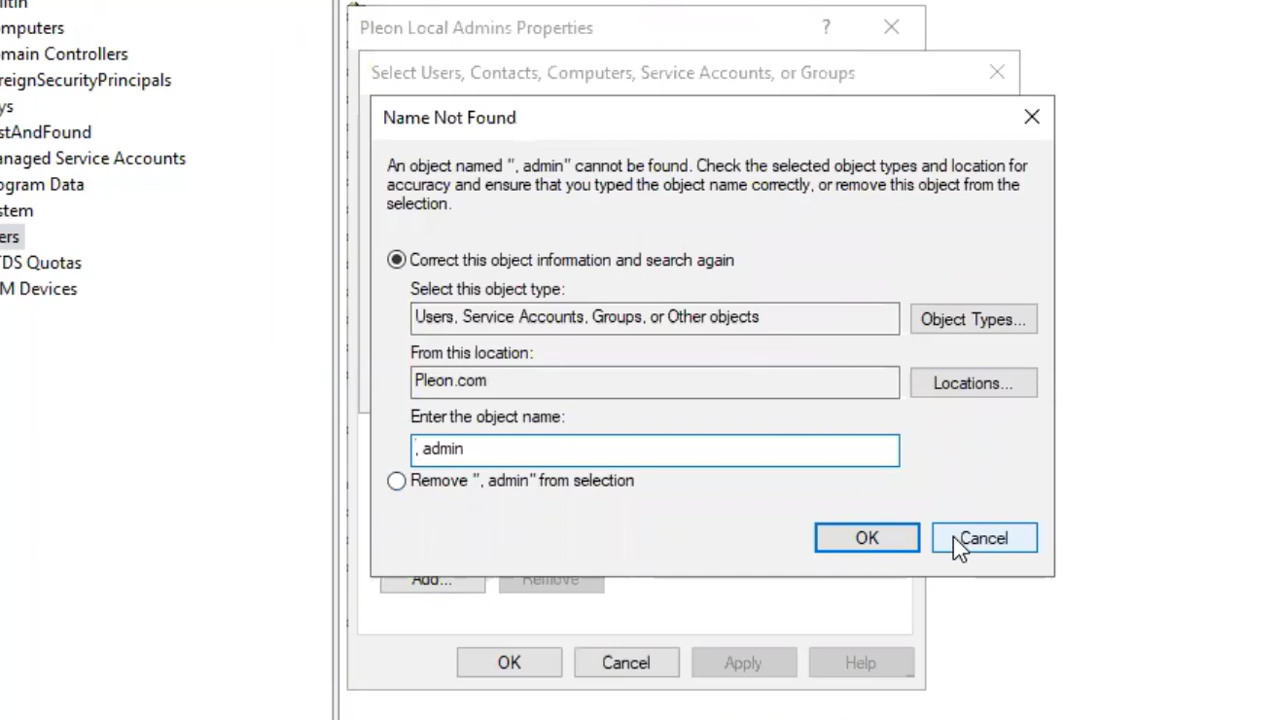 Pleon Local Admins Properties
?
Select Users, Contacts, Computers, Service Accounts, or Groups
Name Not Found
An object named ", admin" cannot be found. Check the selected object types and location for
accuracy and ensure that you typed the object name correctly, or remove this object from the
selection.
Correct this object information and search again
Select this object type:
Users, Service Accounts, Groups, or Other objects
Object Types...
From this location:
Pleon.com
Locations...
Enter the object name:
, admin
Remove ", admin" from selection
OK
Cancel
Add...
Remove
OK
Cancel
Apply
Help
iltin
omputers
main Controllers
reignSecurityPrincipals
ys
stAndFound
anaged Service Accounts
ogram Data
stem
ers
TDS Quotas
M Devices